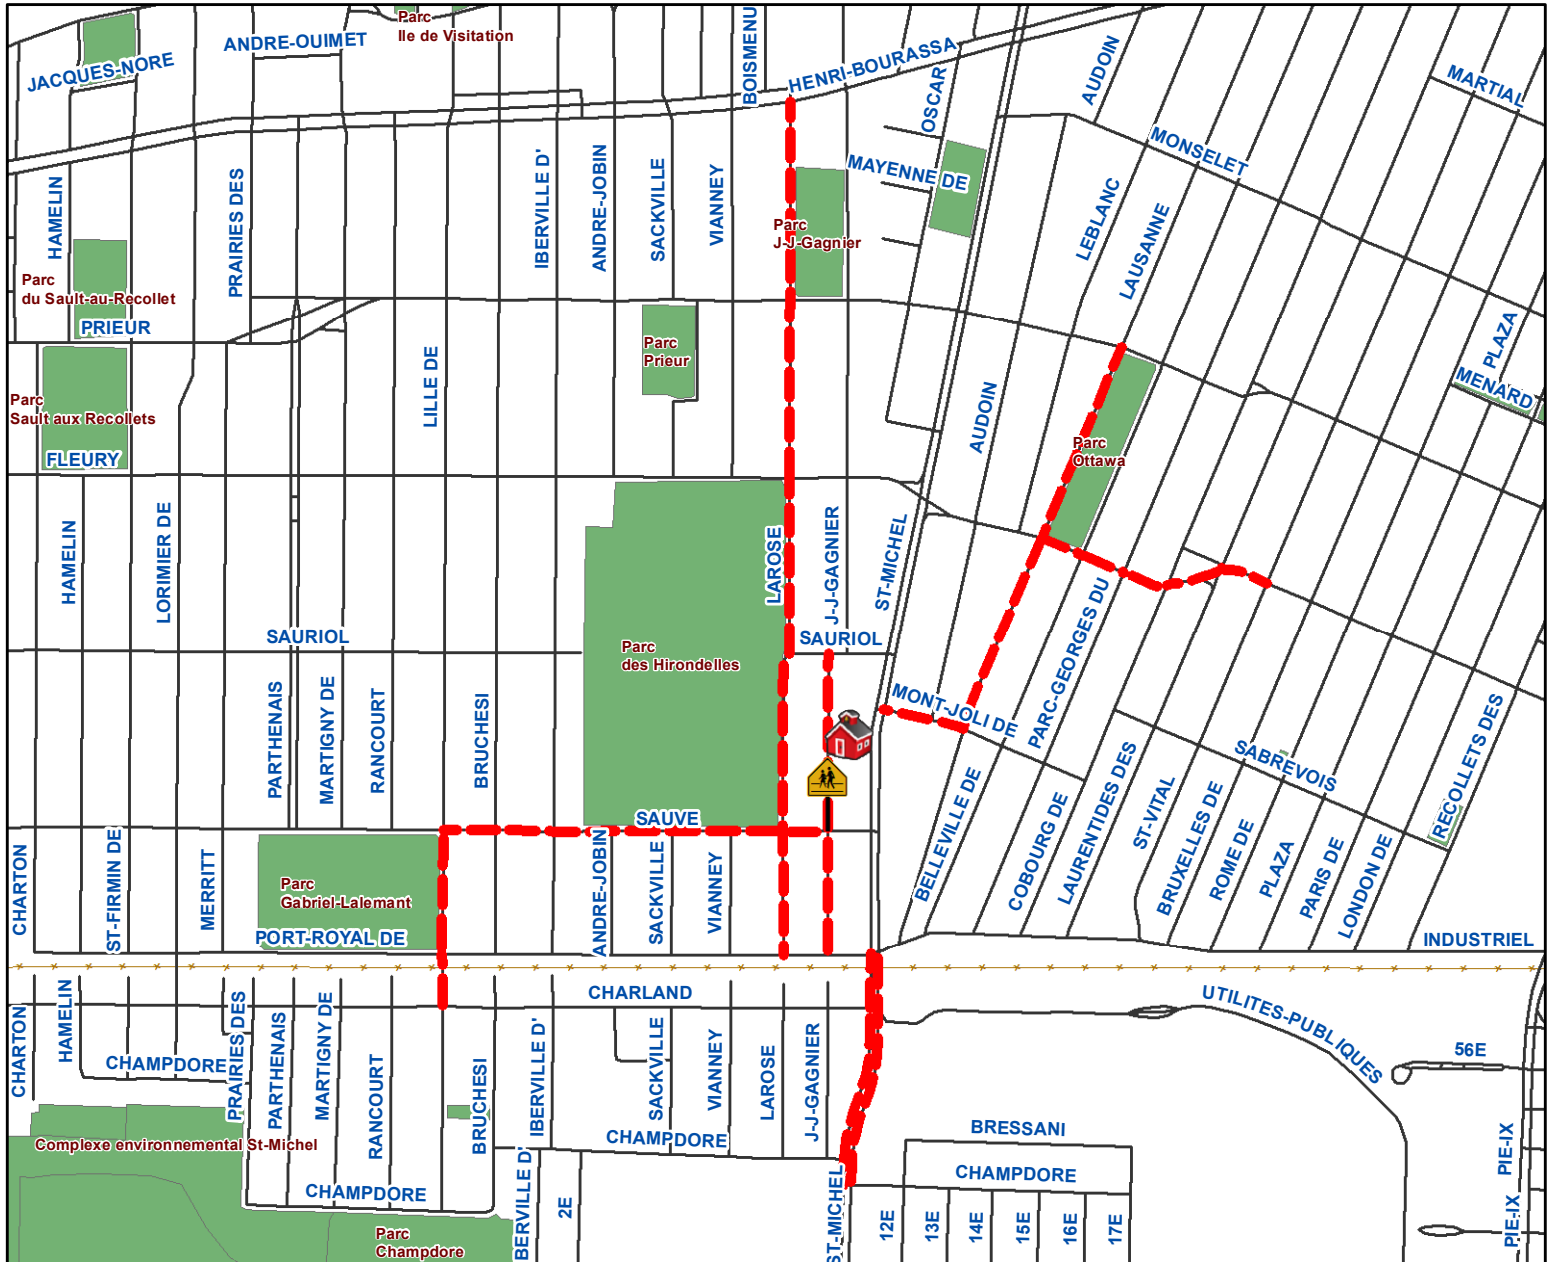 Parc
Ile de Visitation
ANDRE-OUIMET
BOISMENU
HENRI-BOURASSA
JACQUES-NORE
OSCAR
AUDOIN
MARTIAL
MONSELET
MAYENNE DE
HAMELIN
PRAIRIES DES
IBERVILLE D'
ANDRE-JOBIN
SACKVILLE
VIANNEY
Parc
J-J-Gagnier
LEBLANC
LAUSANNE
Parc
du Sault-au-Recollet
PRIEUR
PLAZA
MENARD
LILLE DE
Parc
Prieur
Parc
Sault aux Recollets
FLEURY
AUDOIN
Parc
Ottawa
HAMELIN
LORIMIER DE
LAROSE
J-J-GAGNIER
ST-MICHEL
SAURIOL
SAURIOL
Parc
des Hirondelles
PARC-GEORGES DU
MONT-JOLI DE
PARTHENAIS
MARTIGNY DE
RANCOURT
BRUCHESI
SABREVOIS
RECOLLETS DES
SAUVE
CHARTON
ST-FIRMIN DE
MERRITT
Parc
Gabriel-Lalemant
PORT-ROYAL DE
ANDRE-JOBIN
SACKVILLE
VIANNEY
BELLEVILLE DE
COBOURG DE
LAURENTIDES DES
ST-VITAL
BRUXELLES DE
ROME DE
PLAZA
PARIS DE
LONDON DE
INDUSTRIEL
CHARLAND
UTILITES-PUBLIQUES
56E
CHARTON
HAMELIN
CHAMPDORE
PRAIRIES DES
PARTHENAIS
MARTIGNY DE
RANCOURT
BRUCHESI
IBERVILLE D'
SACKVILLE
VIANNEY
LAROSE
J-J-GAGNIER
CHAMPDORE
BRESSANI
CHAMPDORE
PIE-IX
Complexe environnemental St-Michel
CHAMPDORE
Parc
Champdore
BERVILLE D'
2E
ST-MICHEL
12E
13E
14E
15E
16E
17E
PIE-IX